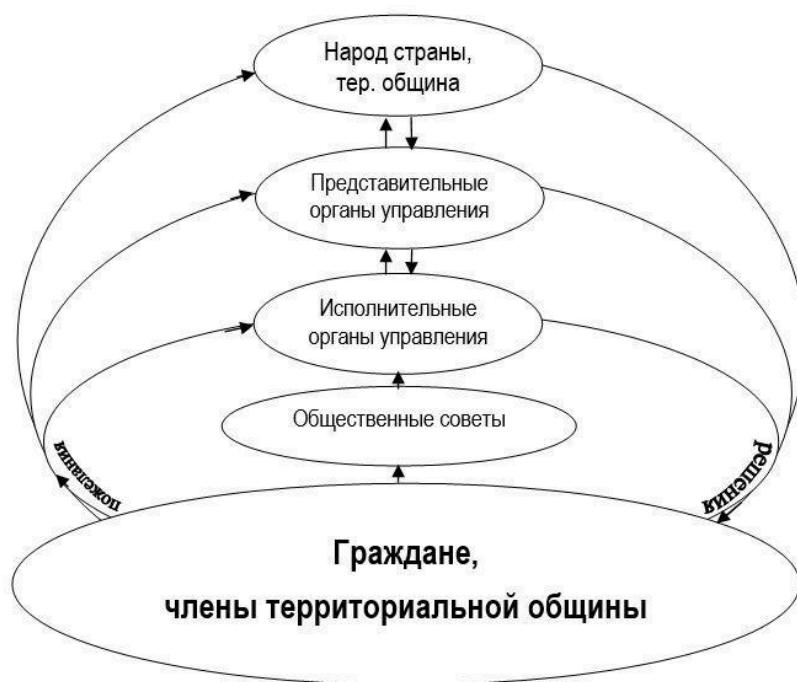 Народ страны,
тер. община
Представительные
органы управления
Исполнительные
органы управления
Общественные советы
пожелания
решения
Граждане,
члены территориальной общины